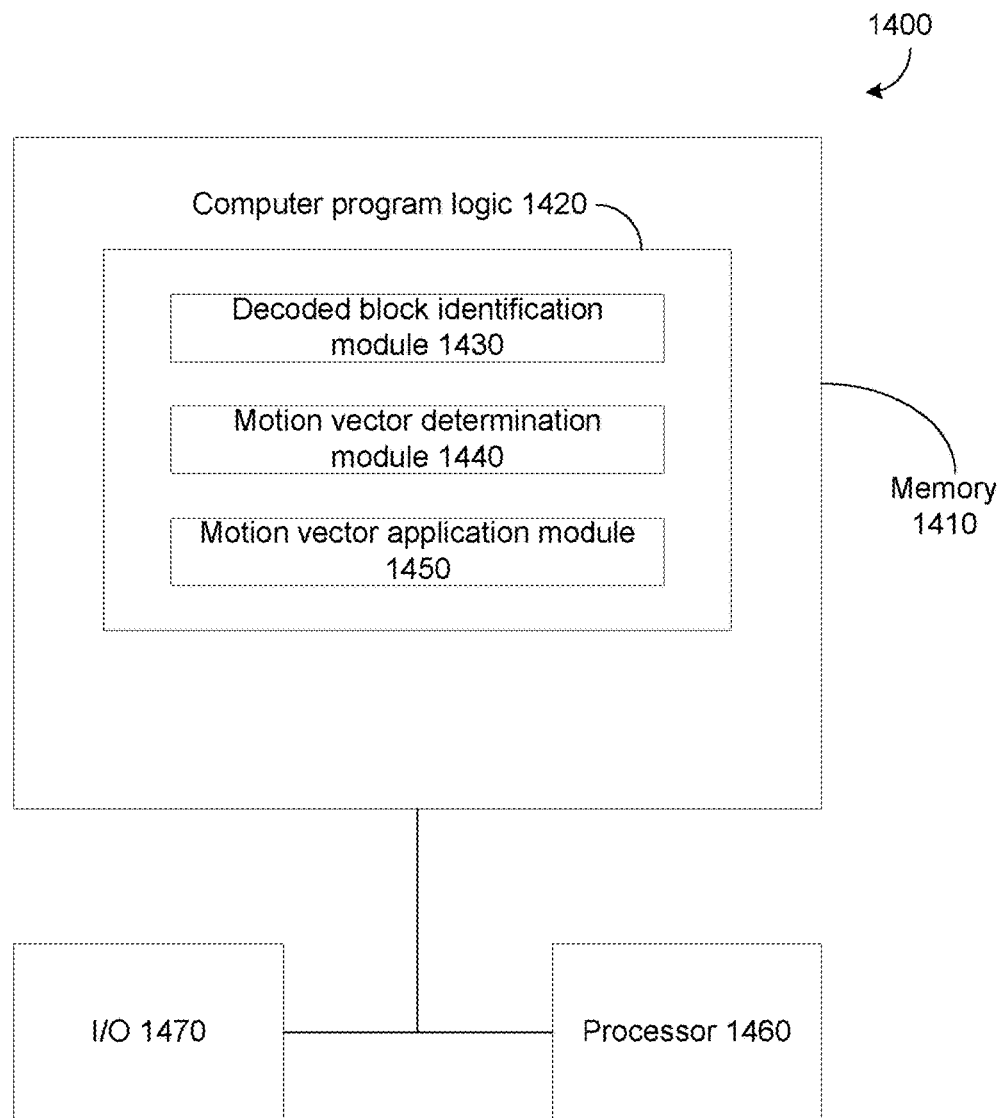 1400
Computer program logic 1420
Decoded block identification
module 1430
Motion vector determination
module 1440
Motion vector application module
1450
Memory
1410
I/O 1470
Processor 1460